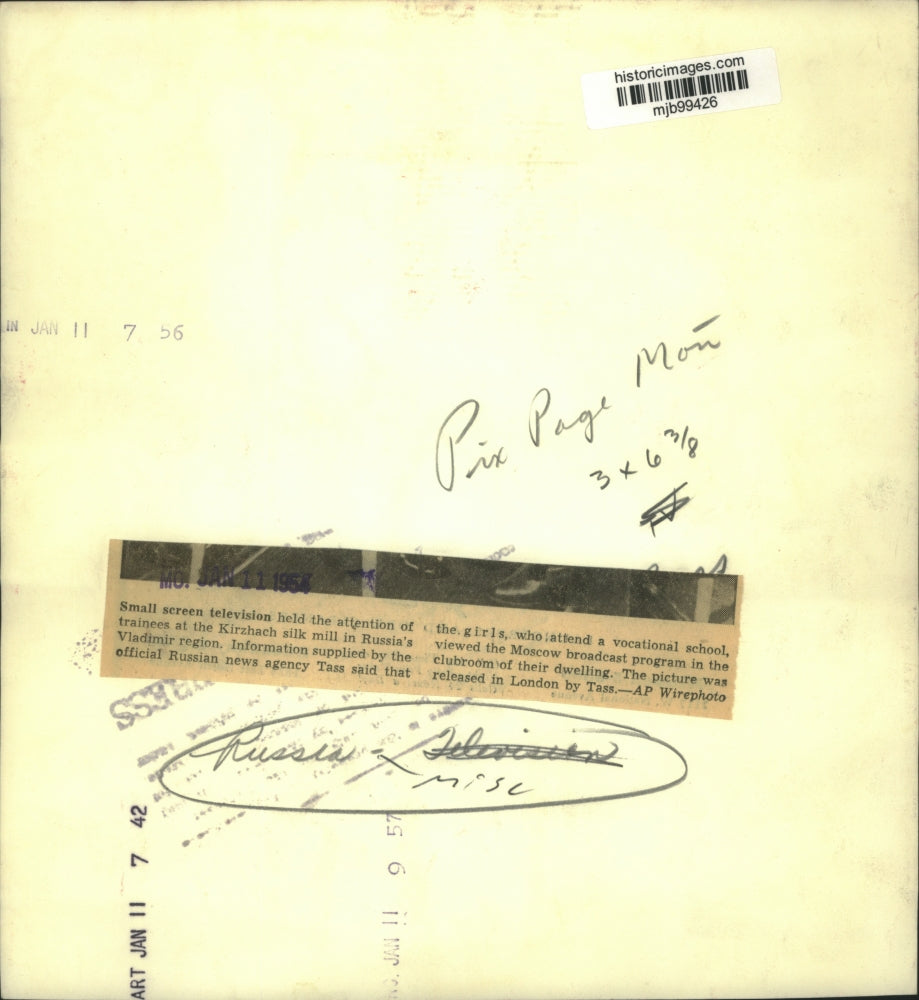 historicimages.com
mjb99426
IN JAN 11 7 56
Pix Page Mon
3 x 6 3/8
MO. JAN 11 1954
Small screen television held the attention of
trainees at the Kirzhach silk mill in Russia's
Vladimir region. Information supplied by the
official Russian news agency Tass said that
the girls, who attend a vocational school,
viewed the Moscow broadcast program in the
clubroom of their dwelling. The picture was
released in London by Tass.—AP Wirephoto
Russia - Television
misc
ART JAN 11 7 42
JAN 11 9 57